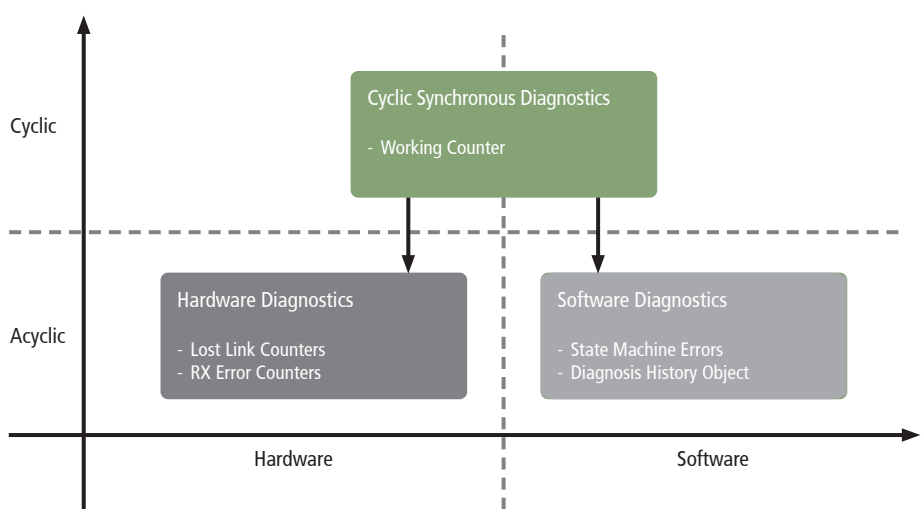 Cyclic
Cyclic Synchronous Diagnostics
- Working Counter
Acyclic
Hardware Diagnostics
- Lost Link Counters
- RX Error Counters
Software Diagnostics
- State Machine Errors
- Diagnosis History Object
Hardware
Software